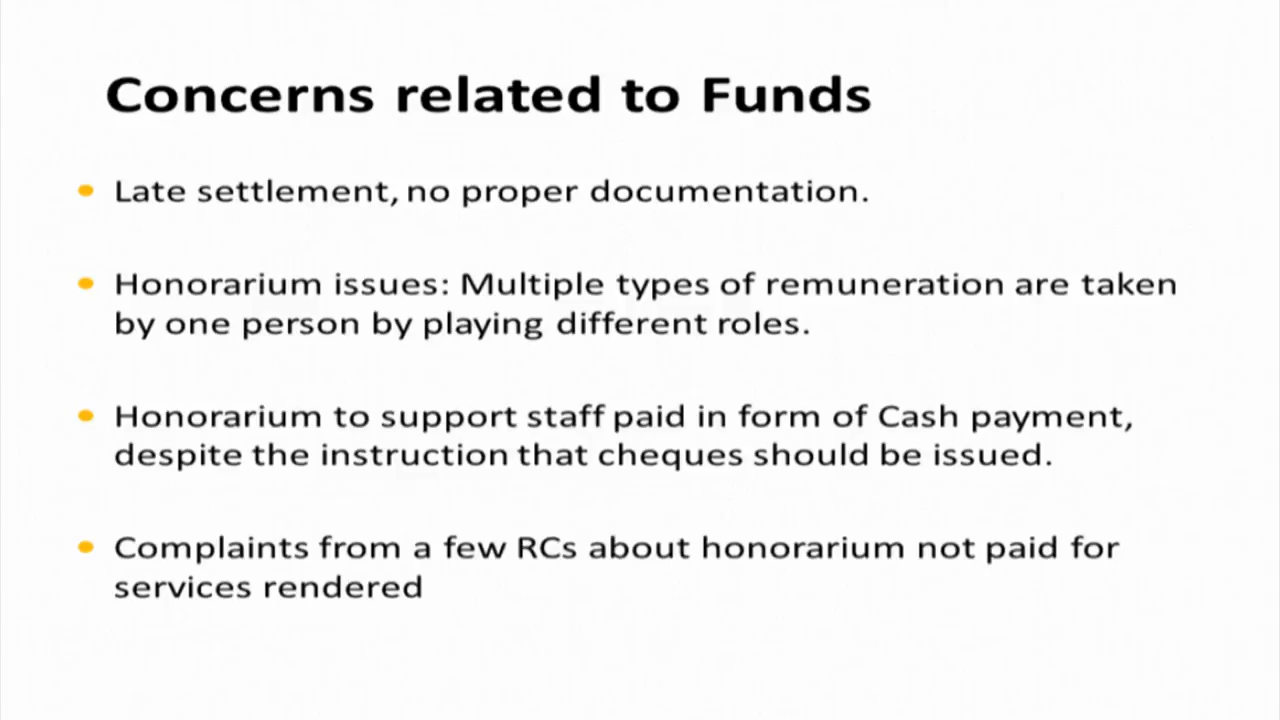 Concerns related to Funds
Late settlement, no proper documentation.
Honorarium issues: Multiple types of remuneration are taken
by one person by playing different roles.
Honorarium to support staff paid in form of Cash payment,
despite the instruction that cheques should be issued.
Complaints from a few RCs about honorarium not paid for
services rendered